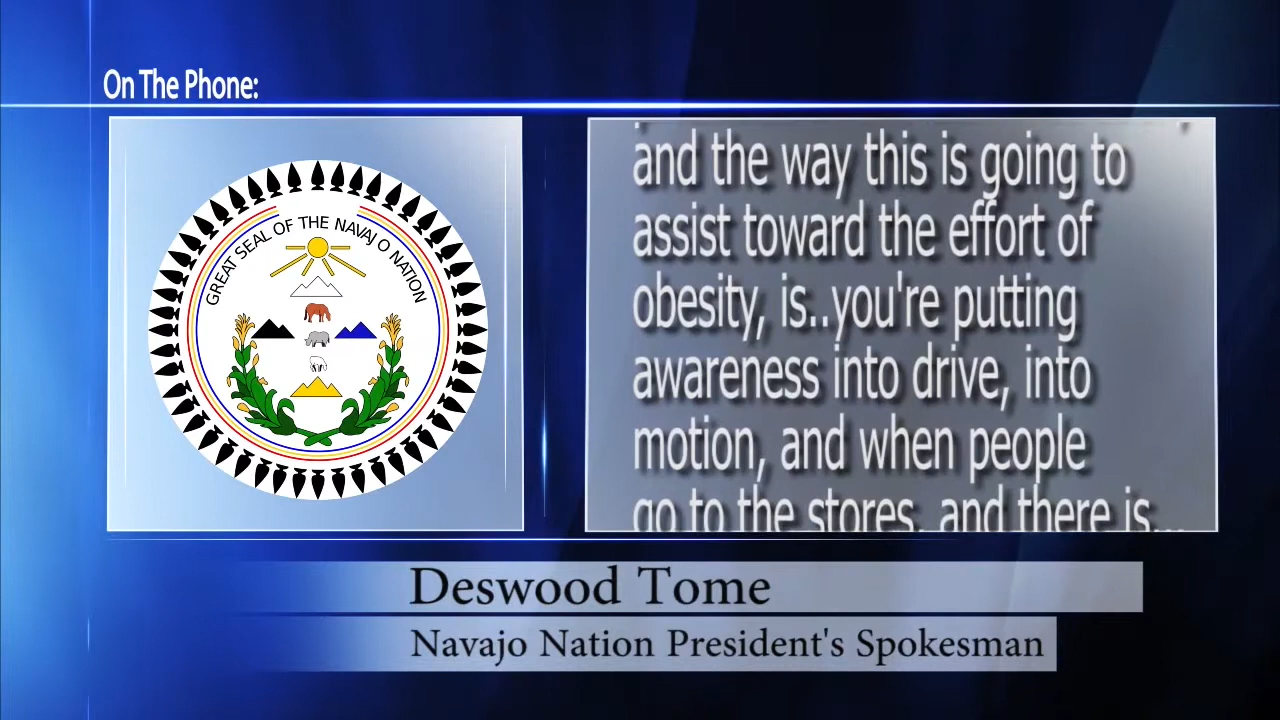 On The Phone:
GREAT SEAL OF THE NAVAJO NATION
and the way this is going to
assist toward the effort of
obesity, is..you're putting
awareness into drive, into
motion, and when people
go to the stores, and there is...
Deswood Tome
Navajo Nation President's Spokesman